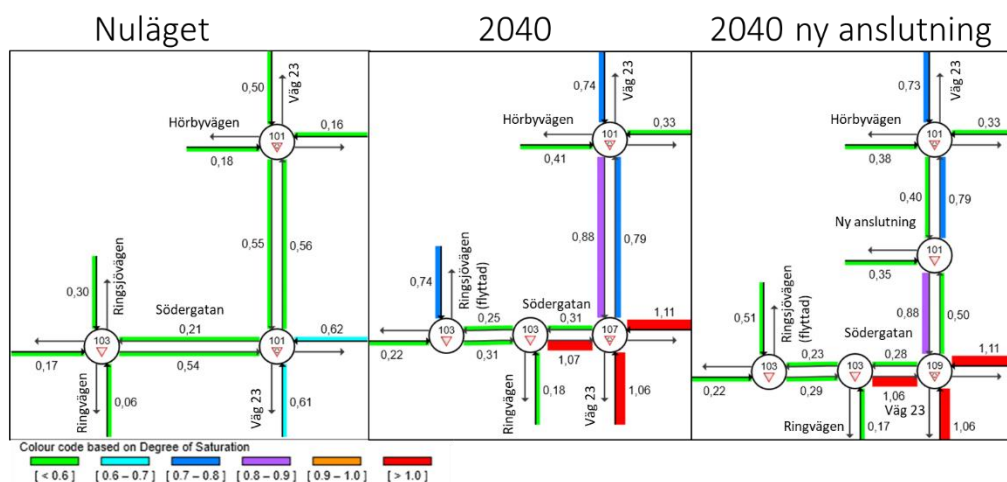 Nuläget
0,50
Väg 23
Hörbyvägen
101
0,16
0,18
0,55
0,56
0,30
Ringsjövägen
Södergatan
0,21
0,62
103
101
0,17
0,54
0,06
Ringvägen
Väg 23
0,61
2040
0,74
Väg 23
Hörbyvägen
101
0,33
0,41
0,88
0,79
0,74
Ringsjövägen
(flyttad)
Södergatan
0,25
0,31
1,11
103
103
107
0,22
0,31
1,07
Ringvägen
0,18
Väg 23
1,06
2040 ny anslutning
0,73
Väg 23
Hörbyvägen
101
0,33
0,38
0,40
0,79
Ny anslutning
101
0,35
0,51
Ringsjövägen
(flyttad)
Södergatan
0,88
0,50
0,23
0,28
1,11
103
103
109
0,22
0,29
1,06
Väg 23
Ringvägen
0,17
1,06
Colour code based on Degree of Saturation
[ < 0.6 ] [ 0.6 – 0.7 ] [ 0.7 – 0.8 ] [ 0.8 – 0.9 ] [ 0.9 – 1.0 ] [ > 1.0 ]